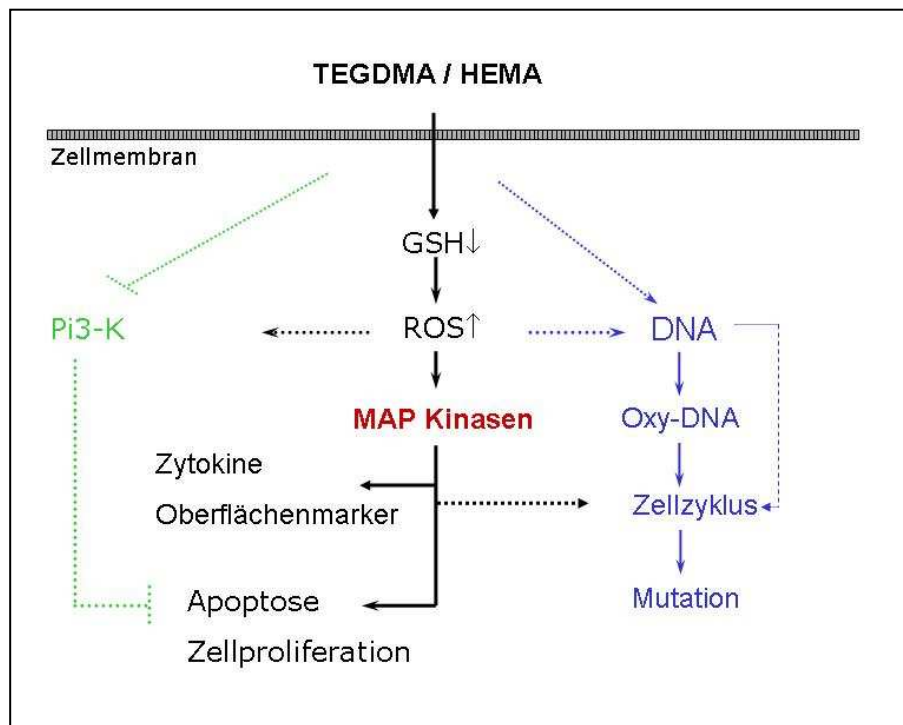 TEGDMA / HEMA
Zellmembran
GSH↓
Pi3-K
ROS↑
DNA
MAP Kinasen
Oxy-DNA
Zytokine
Oberflächenmarker
Zellzyklus
Apoptose
Mutation
Zellproliferation